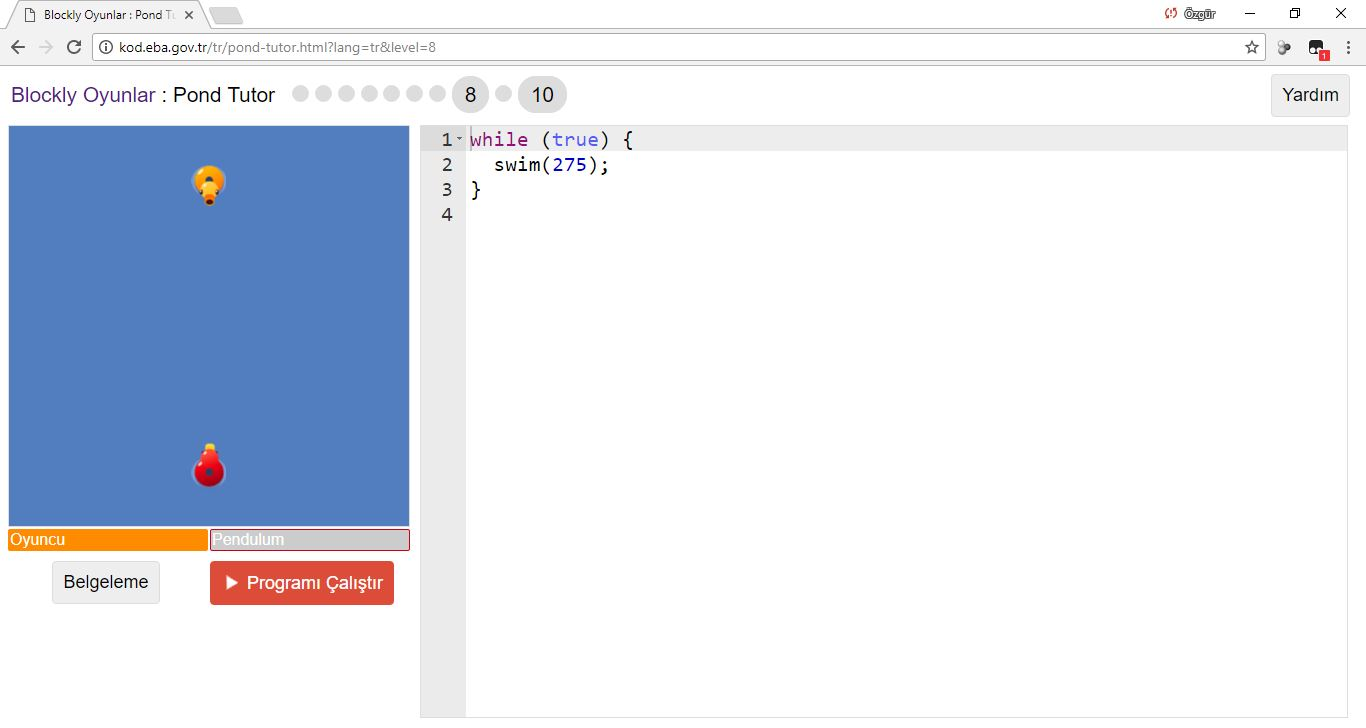 Blockly Oyunlar : Pond Tu
Özgür
kod.eba.gov.tr/tr/pond-tutor.html?lang=tr&level=8
1
Blockly Oyunlar : Pond Tutor 8 10
Yardım
1 while (true) {
2 swim(275);
3 }
4
Oyuncu Pendulum
Belgeleme Programı Çalıştır